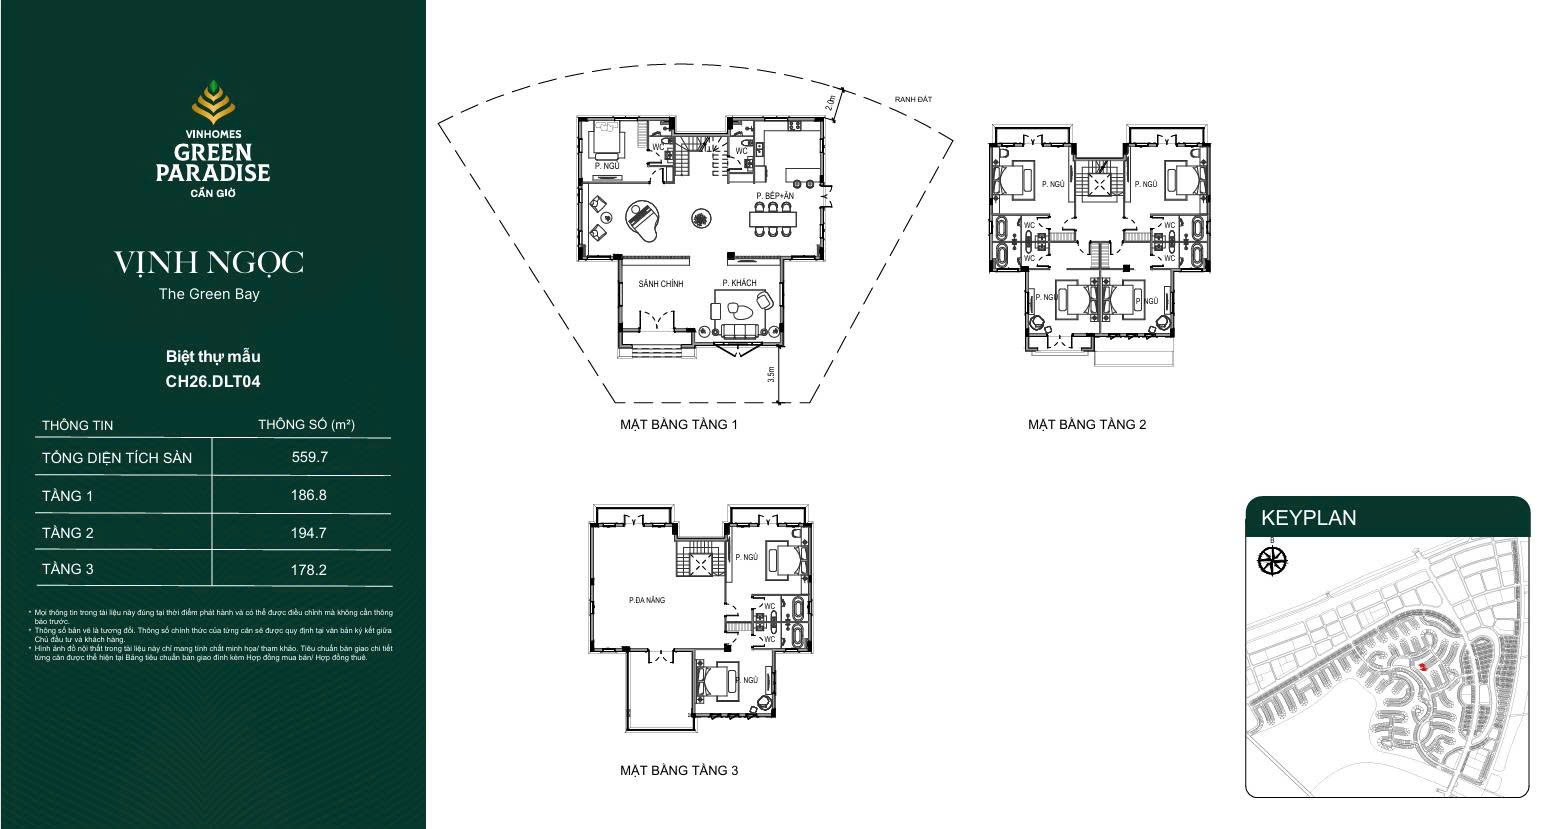 VINHOMES
GREEN
PARADISE
CẦN GIỜ
VỊNH NGỌC
The Green Bay
Biệt thự mẫu
CH26.DLT04
THÔNG TIN THÔNG SỐ (m²)
TỔNG DIỆN TÍCH SÀN 559.7
TẦNG 1 186.8
TẦNG 2 194.7
TẦNG 3 178.2
* Mọi thông tin trong tài liệu này đúng tại thời điểm phát hành và có thể được điều chỉnh mà không cần thông
báo trước.
* Thông số bản vẽ là tương đối. Thông số chính thức của từng căn sẽ được quy định tại văn bản ký kết giữa
Chủ đầu tư và khách hàng.
* Hình ảnh đồ nội thất trong tài liệu này chỉ mang tính chất minh họa/ tham khảo. Tiêu chuẩn bàn giao chi tiết
từng căn được thể hiện tại Bảng tiêu chuẩn bàn giao đính kèm Hợp đồng mua bán/ Hợp đồng thuê.
RANH ĐẤT
2.0m
P. NGỦ
WC
WC
P. BẾP+ĂN
SẢNH CHÍNH
P. KHÁCH
3.5m
MẶT BẰNG TẦNG 1
P. NGỦ
P. NGỦ
WC
WC
WC
WC
P. NGỦ
P. NGỦ
MẶT BẰNG TẦNG 2
P. NGỦ
P.ĐA NĂNG
WC
WC
P. NGỦ
MẶT BẰNG TẦNG 3
KEYPLAN
B